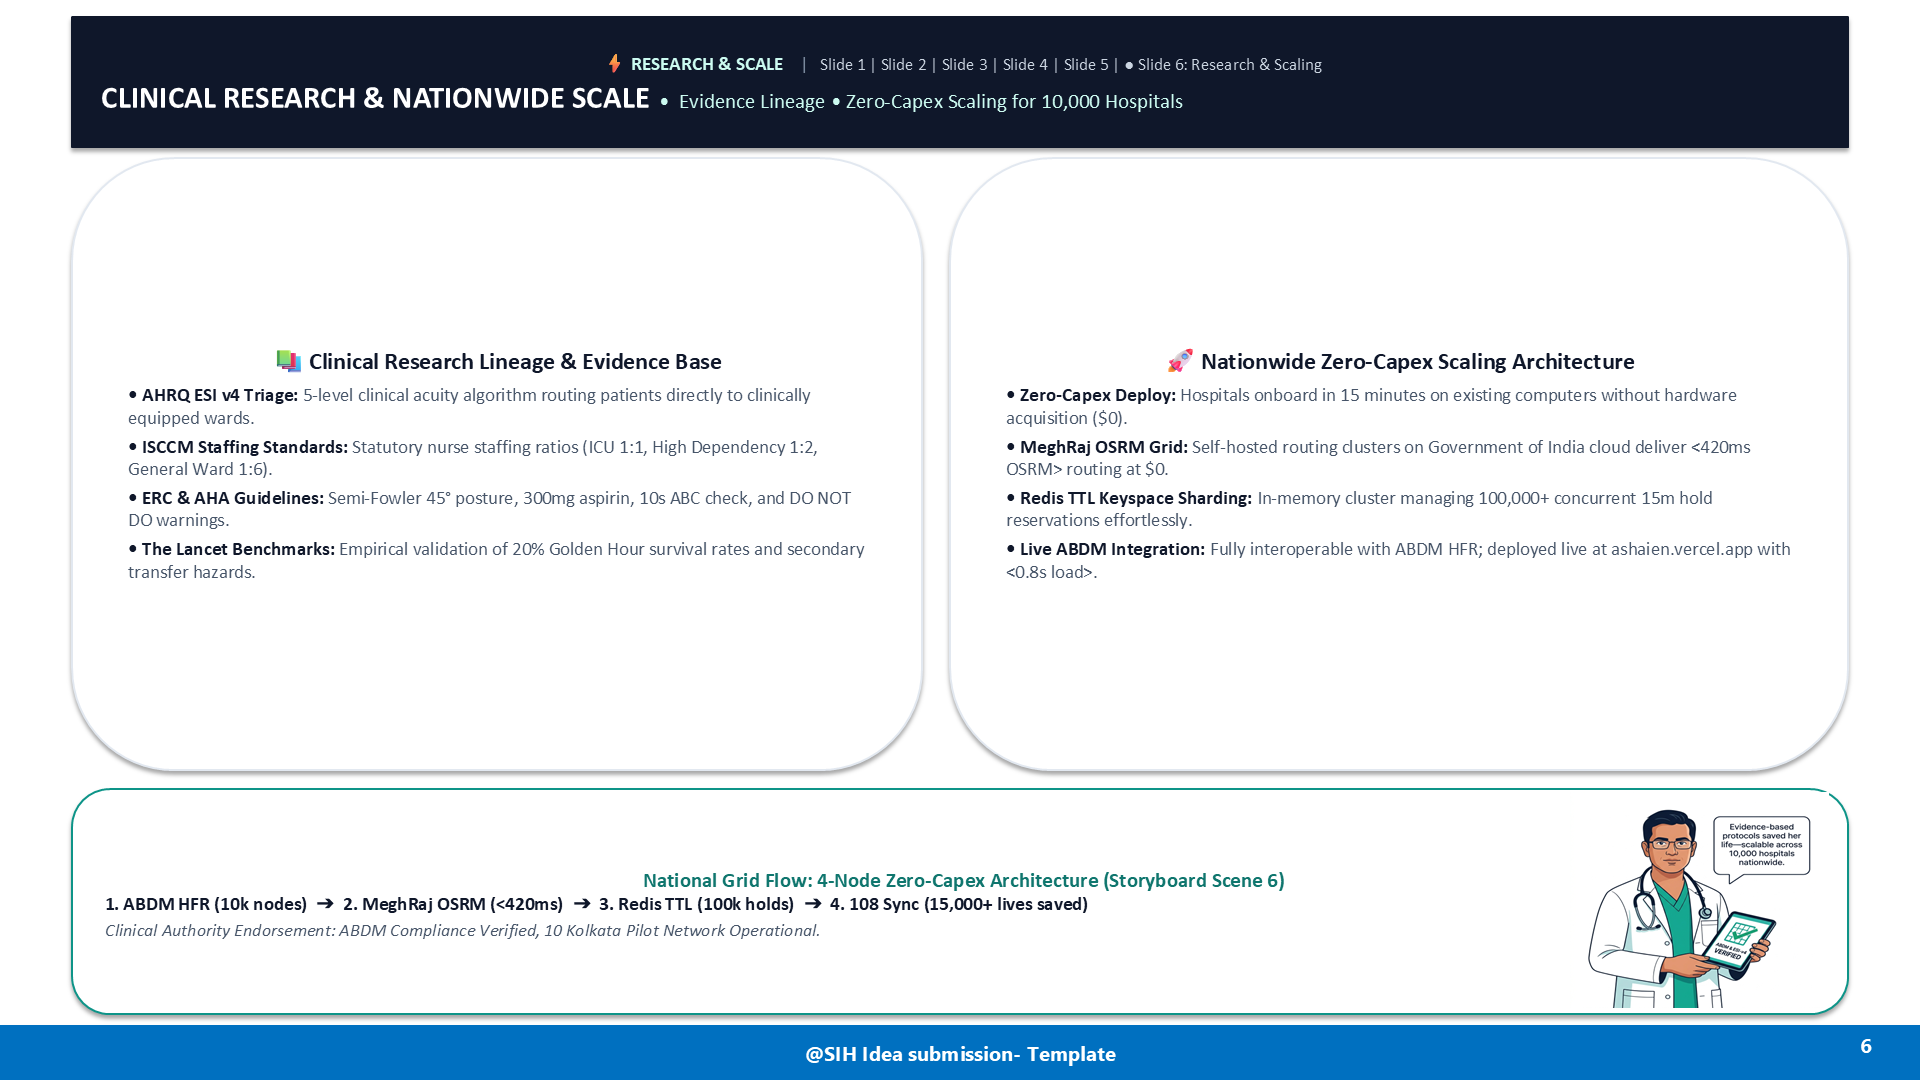 ⚡ RESEARCH & SCALE | Slide 1 | Slide 2 | Slide 3 | Slide 4 | Slide 5 | ● Slide 6: Research & Scaling
CLINICAL RESEARCH & NATIONWIDE SCALE • Evidence Lineage • Zero-Capex Scaling for 10,000 Hospitals
📚 Clinical Research Lineage & Evidence Base
• AHRQ ESI v4 Triage: 5-level clinical acuity algorithm routing patients directly to clinically
equipped wards.
• ISCCM Staffing Standards: Statutory nurse staffing ratios (ICU 1:1, High Dependency 1:2,
General Ward 1:6).
• ERC & AHA Guidelines: Semi-Fowler 45° posture, 300mg aspirin, 10s ABC check, and DO NOT
DO warnings.
• The Lancet Benchmarks: Empirical validation of 20% Golden Hour survival rates and secondary
transfer hazards.
🚀 Nationwide Zero-Capex Scaling Architecture
• Zero-Capex Deploy: Hospitals onboard in 15 minutes on existing computers without hardware
acquisition ($0).
• MeghRaj OSRM Grid: Self-hosted routing clusters on Government of India cloud deliver <420ms
OSRM> routing at $0.
• Redis TTL Keyspace Sharding: In-memory cluster managing 100,000+ concurrent 15m hold
reservations effortlessly.
• Live ABDM Integration: Fully interoperable with ABDM HFR; deployed live at ashaien.vercel.app with
<0.8s load>.
National Grid Flow: 4-Node Zero-Capex Architecture (Storyboard Scene 6)
1. ABDM HFR (10k nodes) ➔ 2. MeghRaj OSRM (<420ms) ➔ 3. Redis TTL (100k holds) ➔ 4. 108 Sync (15,000+ lives saved)
Clinical Authority Endorsement: ABDM Compliance Verified, 10 Kolkata Pilot Network Operational.
Evidence-based
protocols saved her
life—scalable across
10,000 hospitals
nationwide.
ABDM & ESI v4
VERIFIED
@SIH Idea submission- Template
6